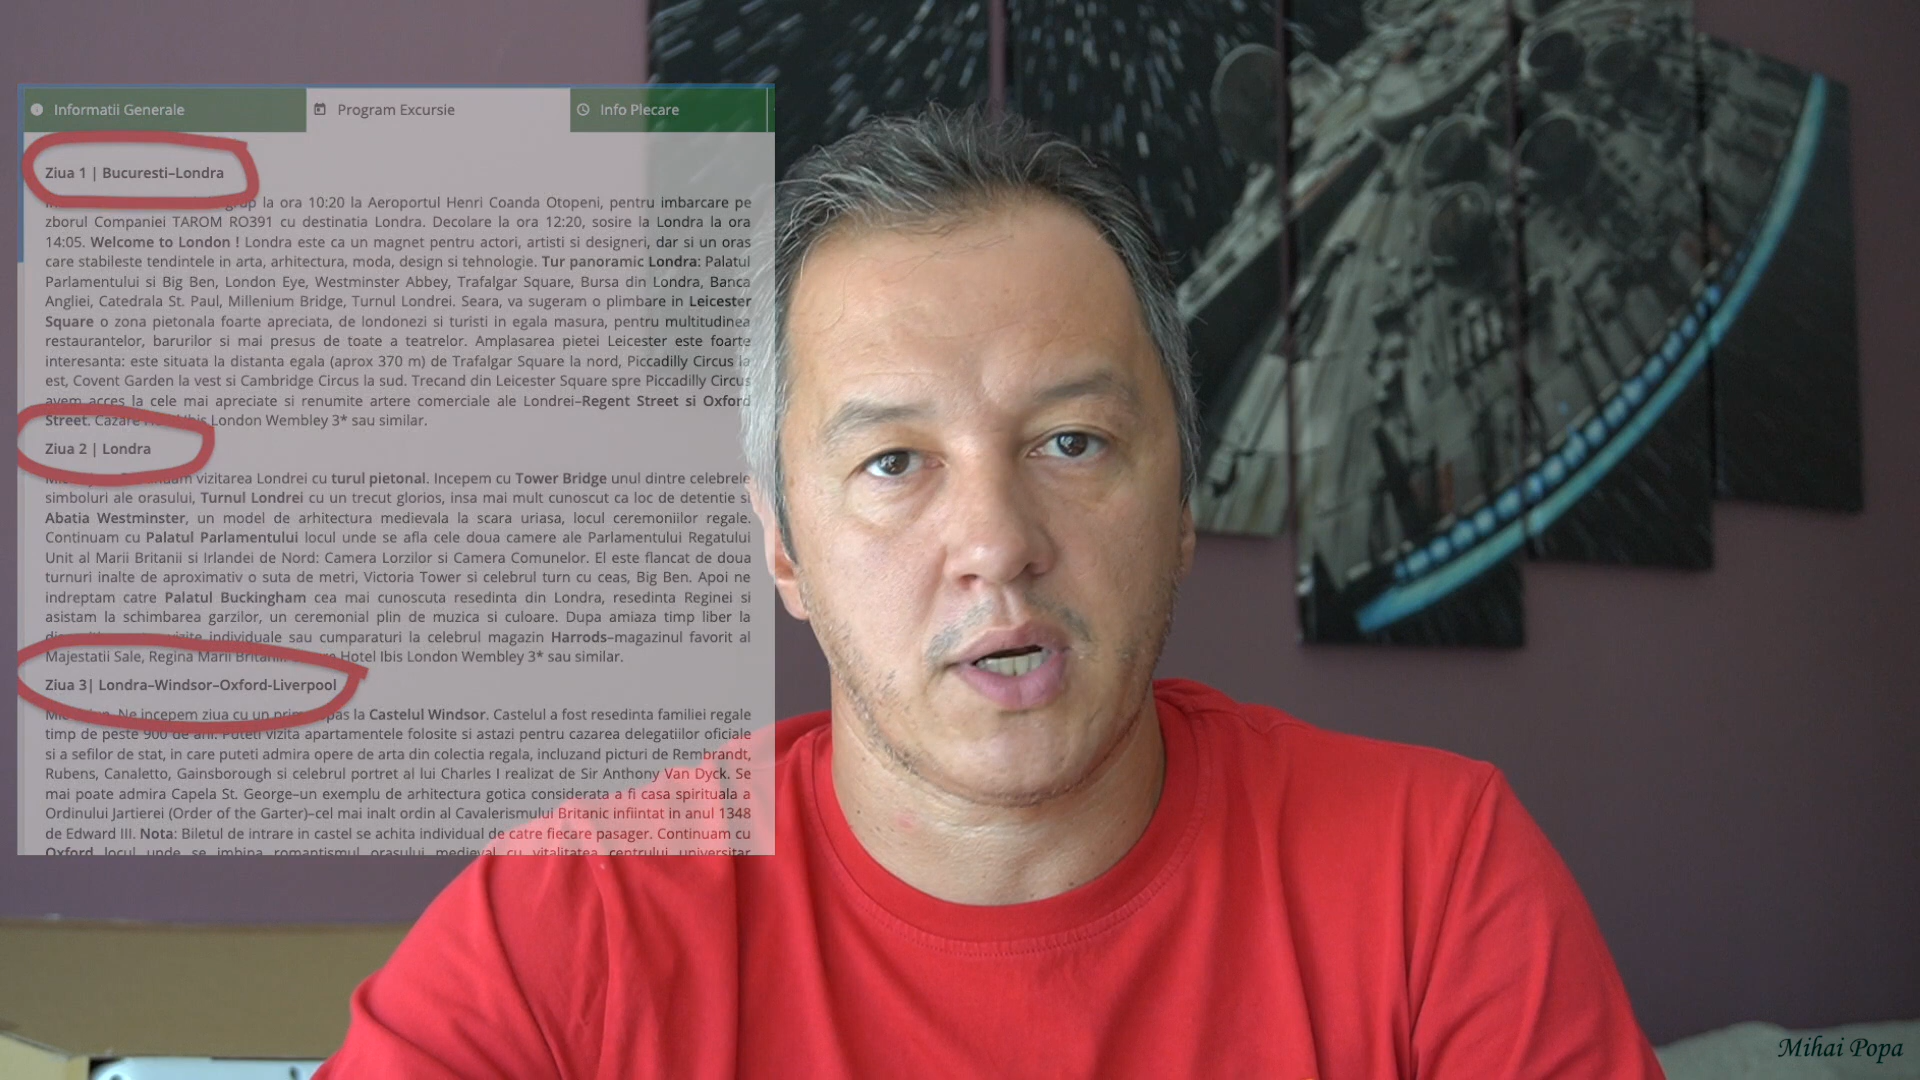 Informatii Generale
Program Excursie
Info Plecare
Ziua 1 | Bucuresti–Londra
la ora 10:20 la Aeroportul Henri Coanda Otopeni, pentru imbarcare pe
zborul Companiei TAROM RO391 cu destinatia Londra. Decolare la ora 12:20, sosire la Londra la ora
14:05. Welcome to London ! Londra este ca un magnet pentru actori, artisti si designeri, dar si un oras
care stabileste tendintele in arta, arhitectura, moda, design si tehnologie. Tur panoramic Londra: Palatul
Parlamentului si Big Ben, London Eye, Westminster Abbey, Trafalgar Square, Bursa din Londra, Banca
Angliei, Catedrala St. Paul, Millenium Bridge, Turnul Londrei. Seara, va sugeram o plimbare in Leicester
Square o zona pietonala foarte apreciata, de londonezi si turisti in egala masura, pentru multitudinea
restaurantelor, barurilor si mai presus de toate a teatrelor. Amplasarea pietei Leicester este foarte
interesanta: este situata la distanta egala (aprox 370 m) de Trafalgar Square la nord, Piccadilly Circus la
est, Covent Garden la vest si Cambridge Circus la sud. Trecand din Leicester Square spre Piccadilly Circus
avem acces la cele mai apreciate si renumite artere comerciale ale Londrei–Regent Street si Oxford
Street. Cazare Ibis London Wembley 3* sau similar.
Ziua 2 | Londra
vizitarea Londrei cu turul pietonal. Incepem cu Tower Bridge unul dintre celebrele
simboluri ale orasului, Turnul Londrei cu un trecut glorios, insa mai mult cunoscut ca loc de detentie si
Abatia Westminster, un model de arhitectura medievala la scara uriasa, locul ceremoniilor regale.
Continuam cu Palatul Parlamentului locul unde se afla cele doua camere ale Parlamentului Regatului
Unit al Marii Britanii si Irlandei de Nord: Camera Lorzilor si Camera Comunelor. El este flancat de doua
turnuri inalte de aproximativ o suta de metri, Victoria Tower si celebrul turn cu ceas, Big Ben. Apoi ne
indreptam catre Palatul Buckingham cea mai cunoscuta resedinta din Londra, resedinta Reginei si
asistam la schimbarea garzilor, un ceremonial plin de muzica si culoare. Dupa amiaza timp liber la
vizite individuale sau cumparaturi la celebrul magazin Harrods–magazinul favorit al
Majestatii Sale, Regina Marii Britanii. Hotel Ibis London Wembley 3* sau similar.
Ziua 3| Londra–Windsor–Oxford-Liverpool
Ne incepem ziua cu un prim popas la Castelul Windsor. Castelul a fost resedinta familiei regale
timp de peste 900 de ani. Puteti vizita apartamentele folosite si astazi pentru cazarea delegatiilor oficiale
si a sefilor de stat, in care puteti admira opere de arta din colectia regala, incluzand picturi de Rembrandt,
Rubens, Canaletto, Gainsborough si celebrul portret al lui Charles I realizat de Sir Anthony Van Dyck. Se
mai poate admira Capela St. George–un exemplu de arhitectura gotica considerata a fi casa spirituala a
Ordinului Jartierei (Order of the Garter)–cel mai inalt ordin al Cavalerismului Britanic infiintat in anul 1348
de Edward III. Nota: Biletul de intrare in castel se achita individual de catre fiecare pasager. Continuam cu
Oxford locul unde se imbina romantismul orasului medieval cu vitalitatea centrului universitar
Mihai Popa